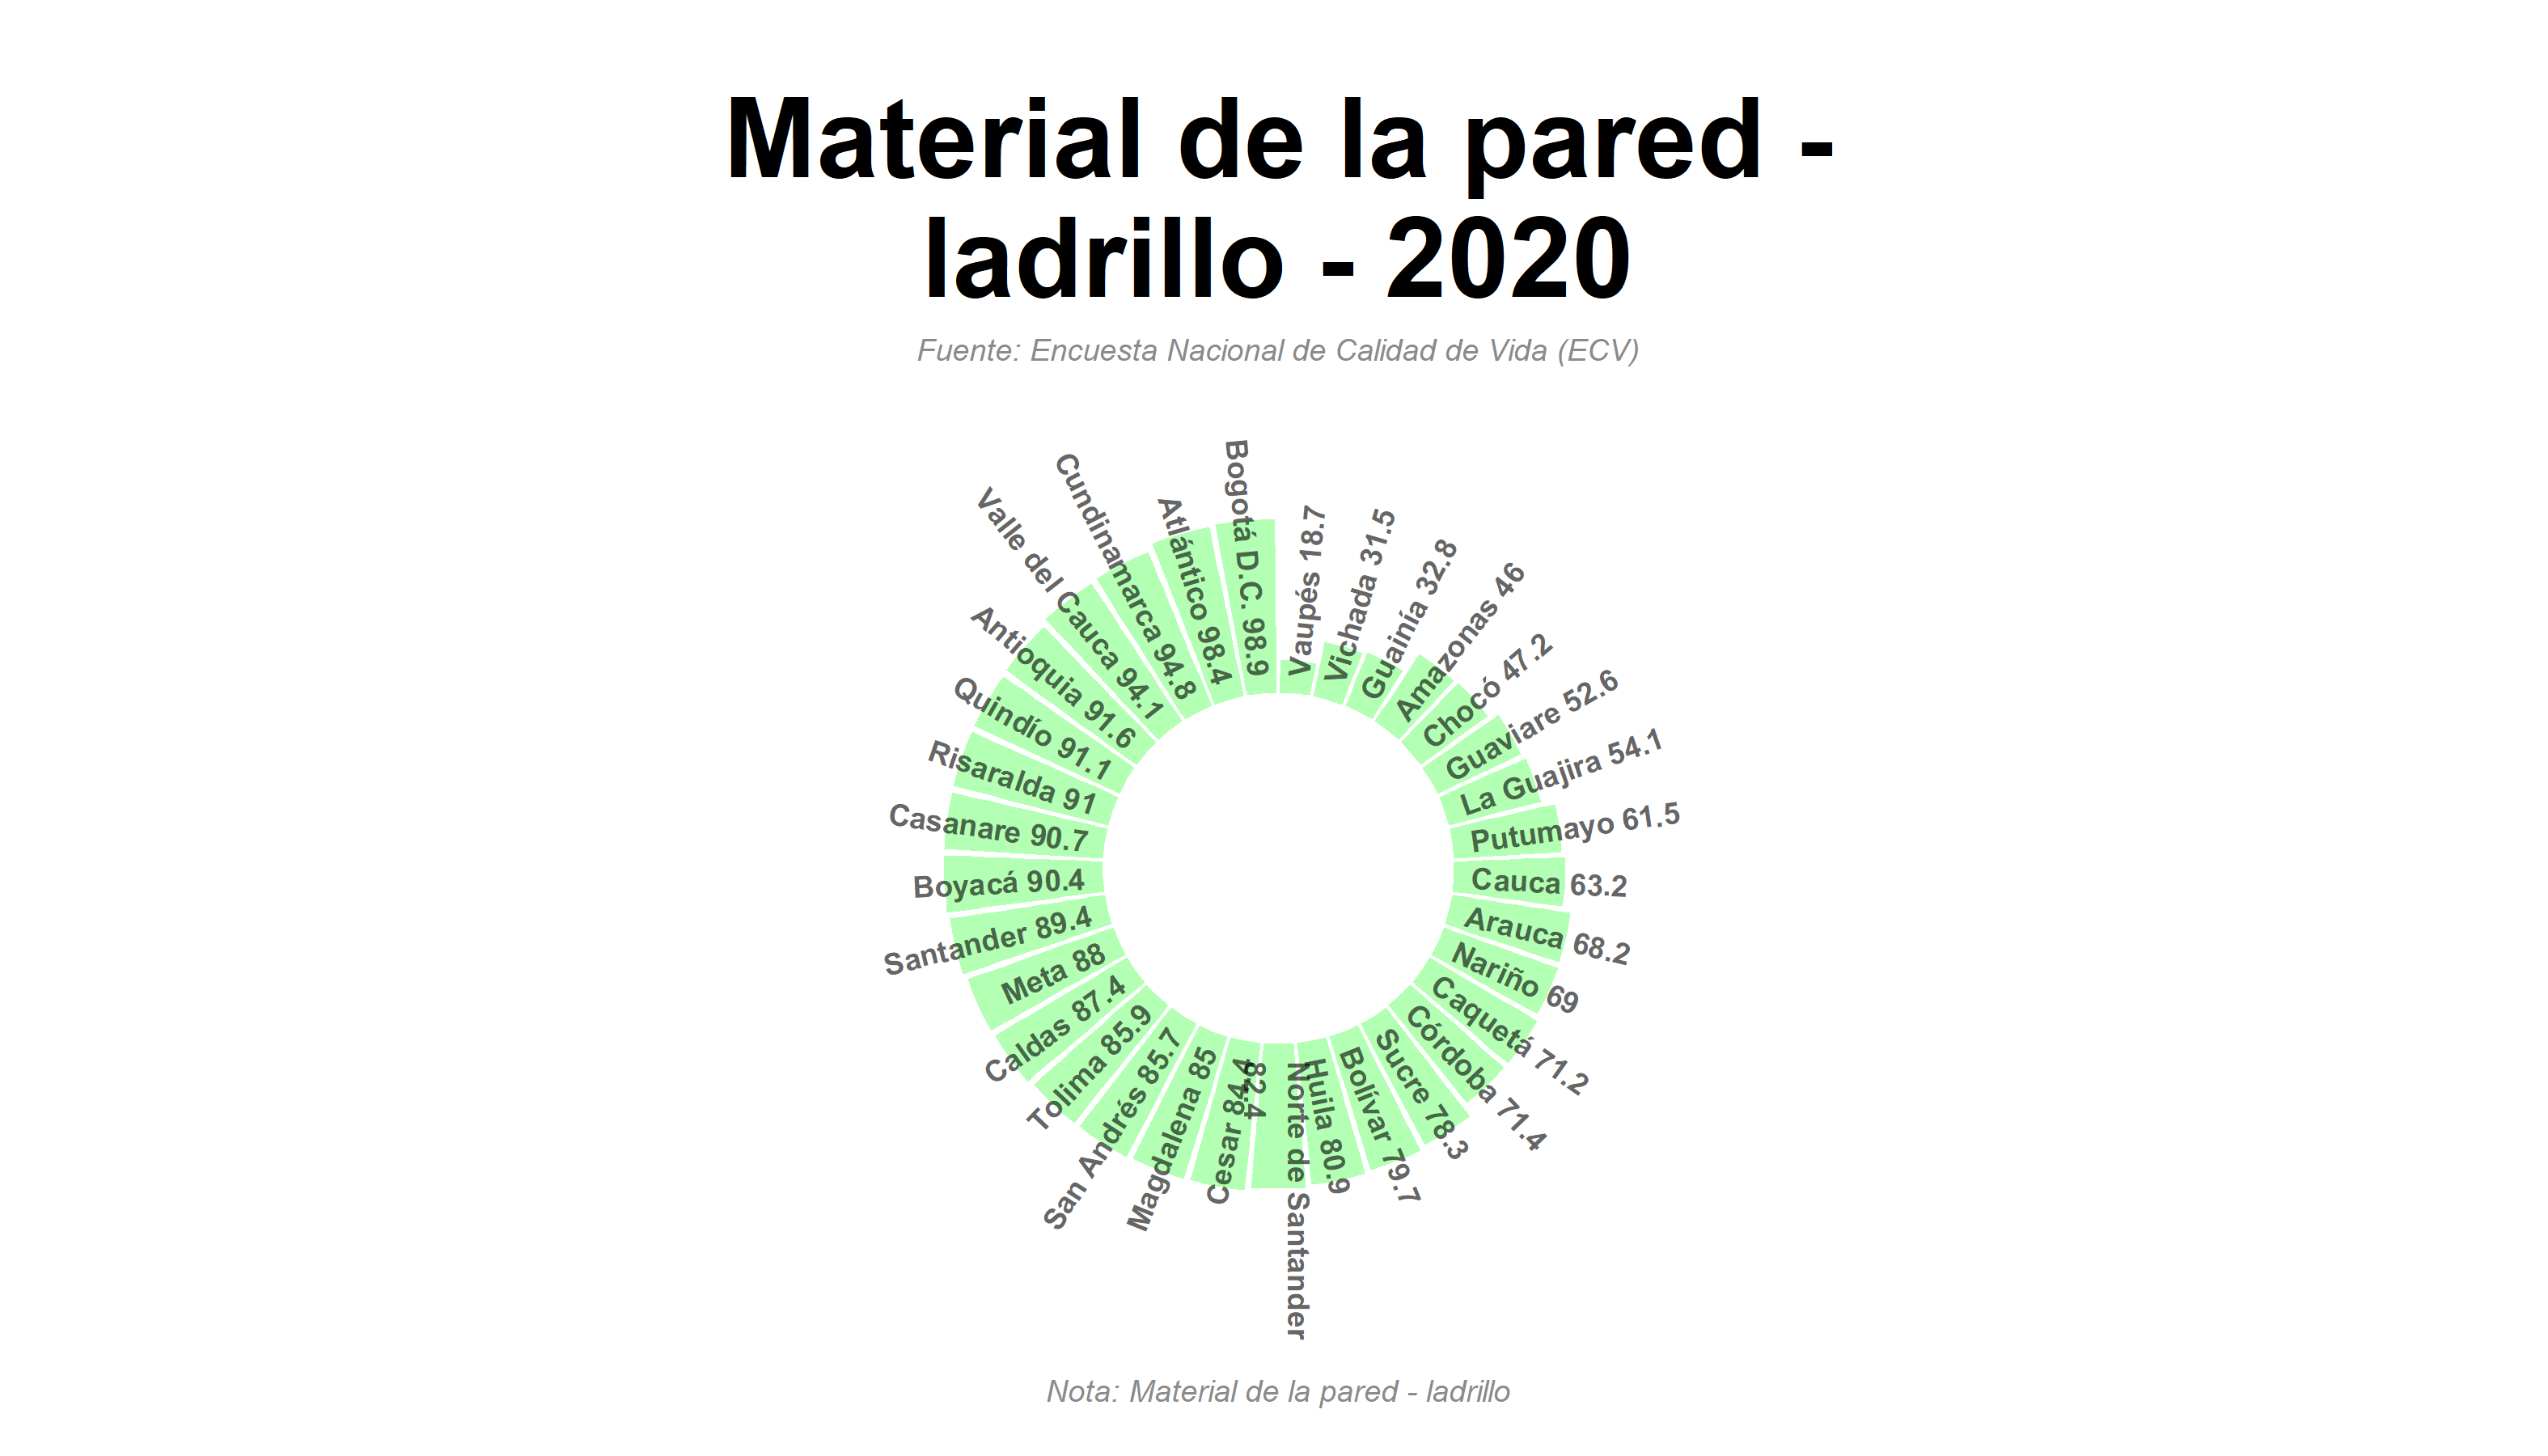 Material de la pared -
ladrillo - 2020
Fuente: Encuesta Nacional de Calidad de Vida (ECV)
Vaupés 18.7
Vichada 31.5
Guainía 32.8
Amazonas 46
Chocó 47.2
Guaviare 52.6
La Guajira 54.1
Putumayo 61.5
Cauca 63.2
Arauca 68.2
Nariño 69
Caquetá 71.2
Córdoba 71.4
Sucre 78.3
Bolívar 79.7
Huila 80.9
Norte de Santander
82.4
Cesar 84.4
Magdalena 85
San Andrés 85.7
Tolima 85.9
Caldas 87.4
Meta 88
Santander 89.4
Boyacá 90.4
Casanare 90.7
Risaralda 91
Quindío 91.1
Antioquia 91.6
Valle del Cauca 94.1
Cundinamarca 94.8
Atlántico 98.4
Bogotá D.C. 98.9
Nota: Material de la pared - ladrillo